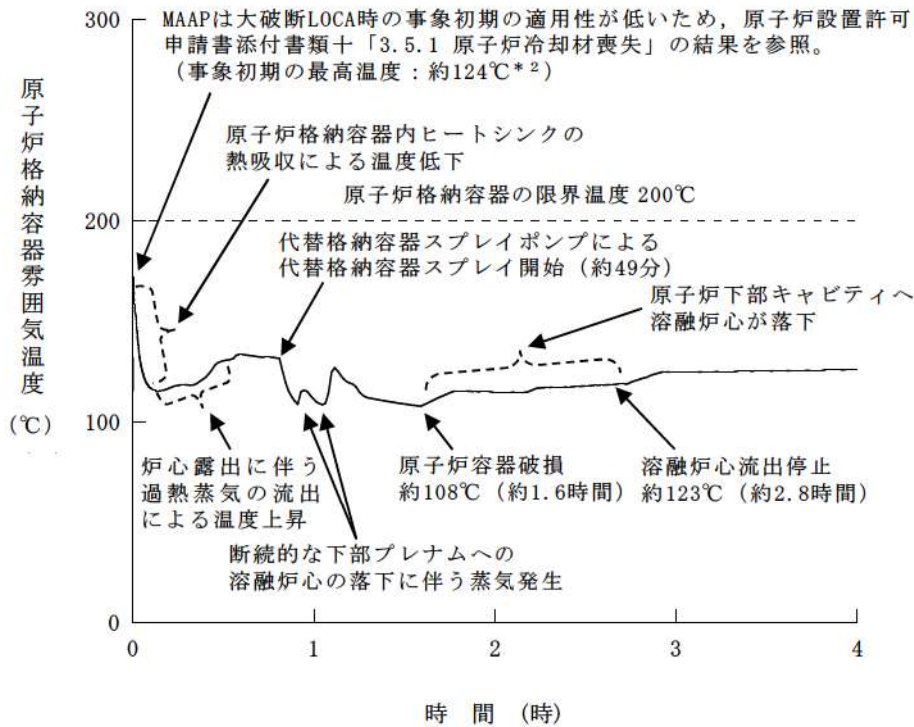 300
MAAPは大破断LOCA時の事象初期の適用性が低いため，原子炉設置許可
申請書添付書類十「3.5.1 原子炉冷却材喪失」の結果を参照。
（事象初期の最高温度：約124℃*²）
原子炉格納容器雰囲気温度
（℃）
原子炉格納容器内ヒートシンクの
熱吸収による温度低下
原子炉格納容器の限界温度 200℃
200
代替格納容器スプレイポンプによる
代替格納容器スプレイ開始（約49分）
原子炉下部キャビティへ
溶融炉心が落下
100
炉心露出に伴う
過熱蒸気の流出
による温度上昇
原子炉容器破損
約108℃（約1.6時間）
溶融炉心流出停止
約123℃（約2.8時間）
断続的な下部プレナムへの
溶融炉心の落下に伴う蒸気発生
0
0 1 2 3 4
時 間 (時)